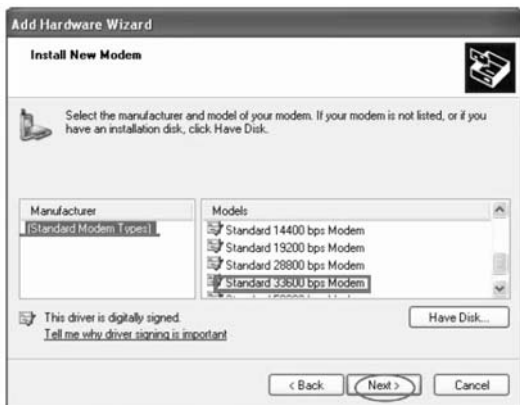 Add Hardware Wizard
Install New Modem
Select the manufacturer and model of your modem. If your modem is not listed, or if you
have an installation disk, click Have Disk.
Manufacturer
(Standard Modem Types)
Models
Standard 14400 bps Modem
Standard 19200 bps Modem
Standard 28800 bps Modem
Standard 33600 bps Modem
This driver is digitally signed.
Tell me why driver signing is important
Have Disk...
< Back
Next >
Cancel